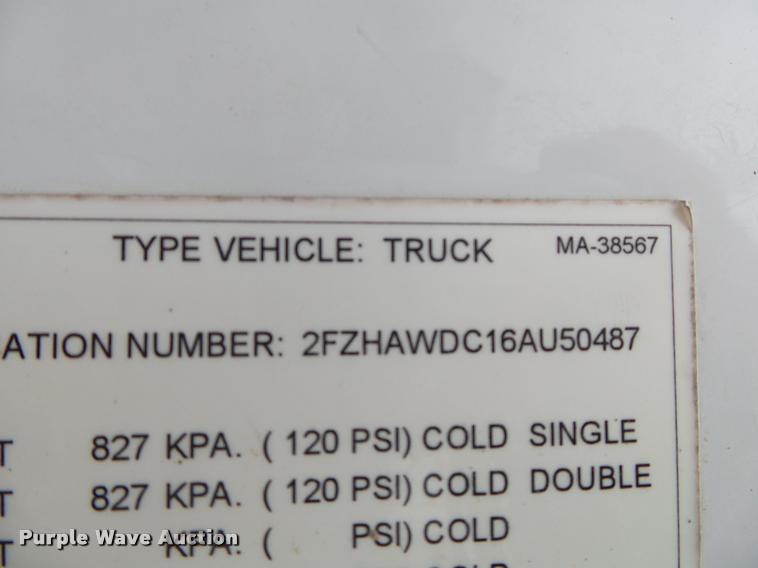 TYPE VEHICLE: TRUCK MA-38567
ATION NUMBER: 2FZHAWDC16AU50487
T 827 KPA. ( 120 PSI) COLD SINGLE
T 827 KPA. ( 120 PSI) COLD DOUBLE
T KPA. ( PSI) COLD
Purple Wave Auction